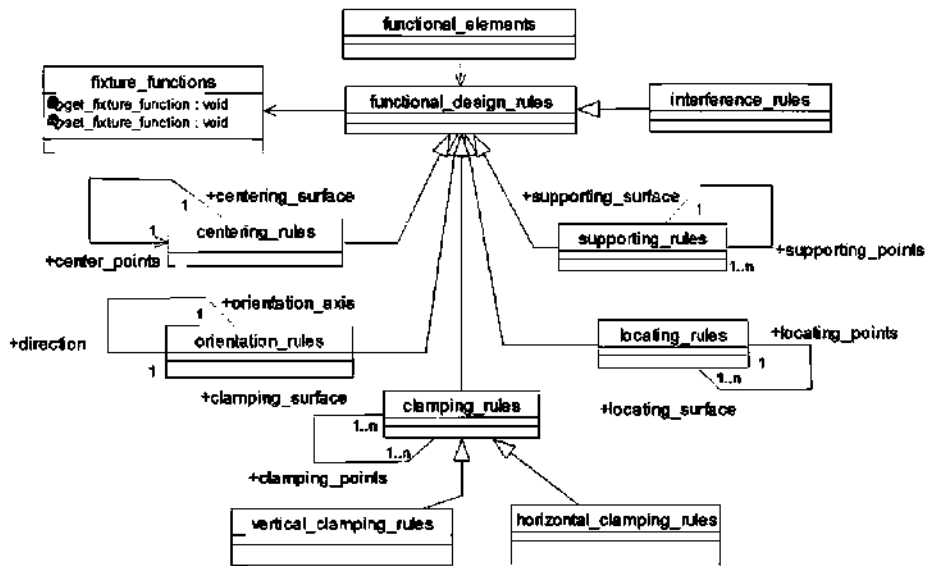 functional_elements
fixture_functions
get_fixture_function : void
set_fixture_function : void
functional_design_rules
interference_rules
+centering_surface
1
centering_rules
1
+center_points
+supporting_surface
1
supporting_rules
1..n
+supporting_points
+orientation_axis
1
orientation_rules
+direction
1
+locating_points
locating_rules
1
1..n
+locating_surface
+clamping_surface
clamping_rules
1..n
1..n
+clamping_points
vertical_clamping_rules
horizontal_clamping_rules